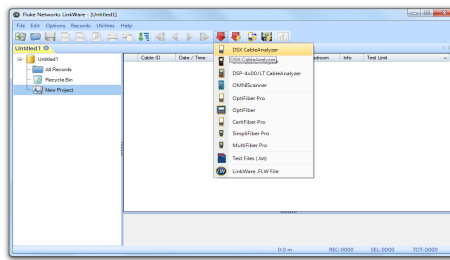 Fluke Networks LinkWare - [Untitled1]
File Edit Options Records Utilities Help
Untitled1
Untitled1
All Records
Recycle Bin
New Project
Cable ID Date / Time: Headroom Info Test Limit
DSX CableAnalyzer
DSX CableAnalyzer
DSP-4x00/LT CableAnalyzer
OMNIScanner
OptiFiber Pro
OptiFiber
CertiFiber Pro
SimpliFiber Pro
MultiFiber Pro
Test Files (.txt)
LinkWare .FLW File
0.0 m REC-0000 SEL-0000 TOT-0000